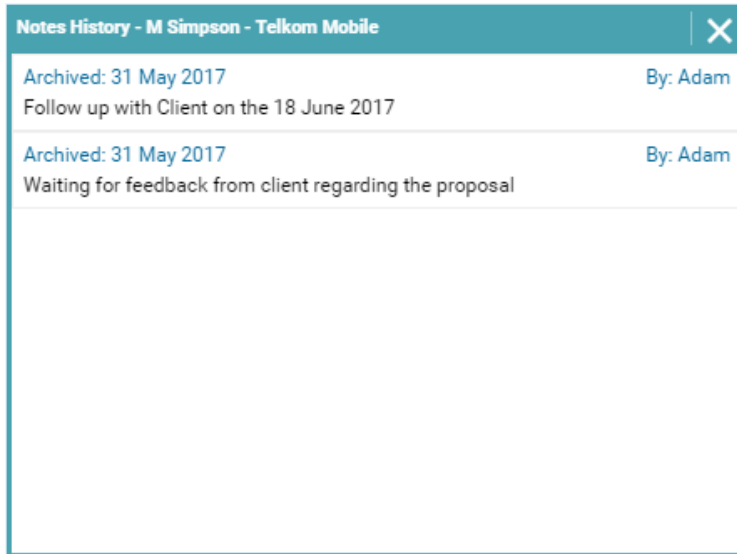 Notes History - M Simpson - Telkom Mobile
Archived: 31 May 2017 By: Adam
Follow up with Client on the 18 June 2017
Archived: 31 May 2017 By: Adam
Waiting for feedback from client regarding the proposal